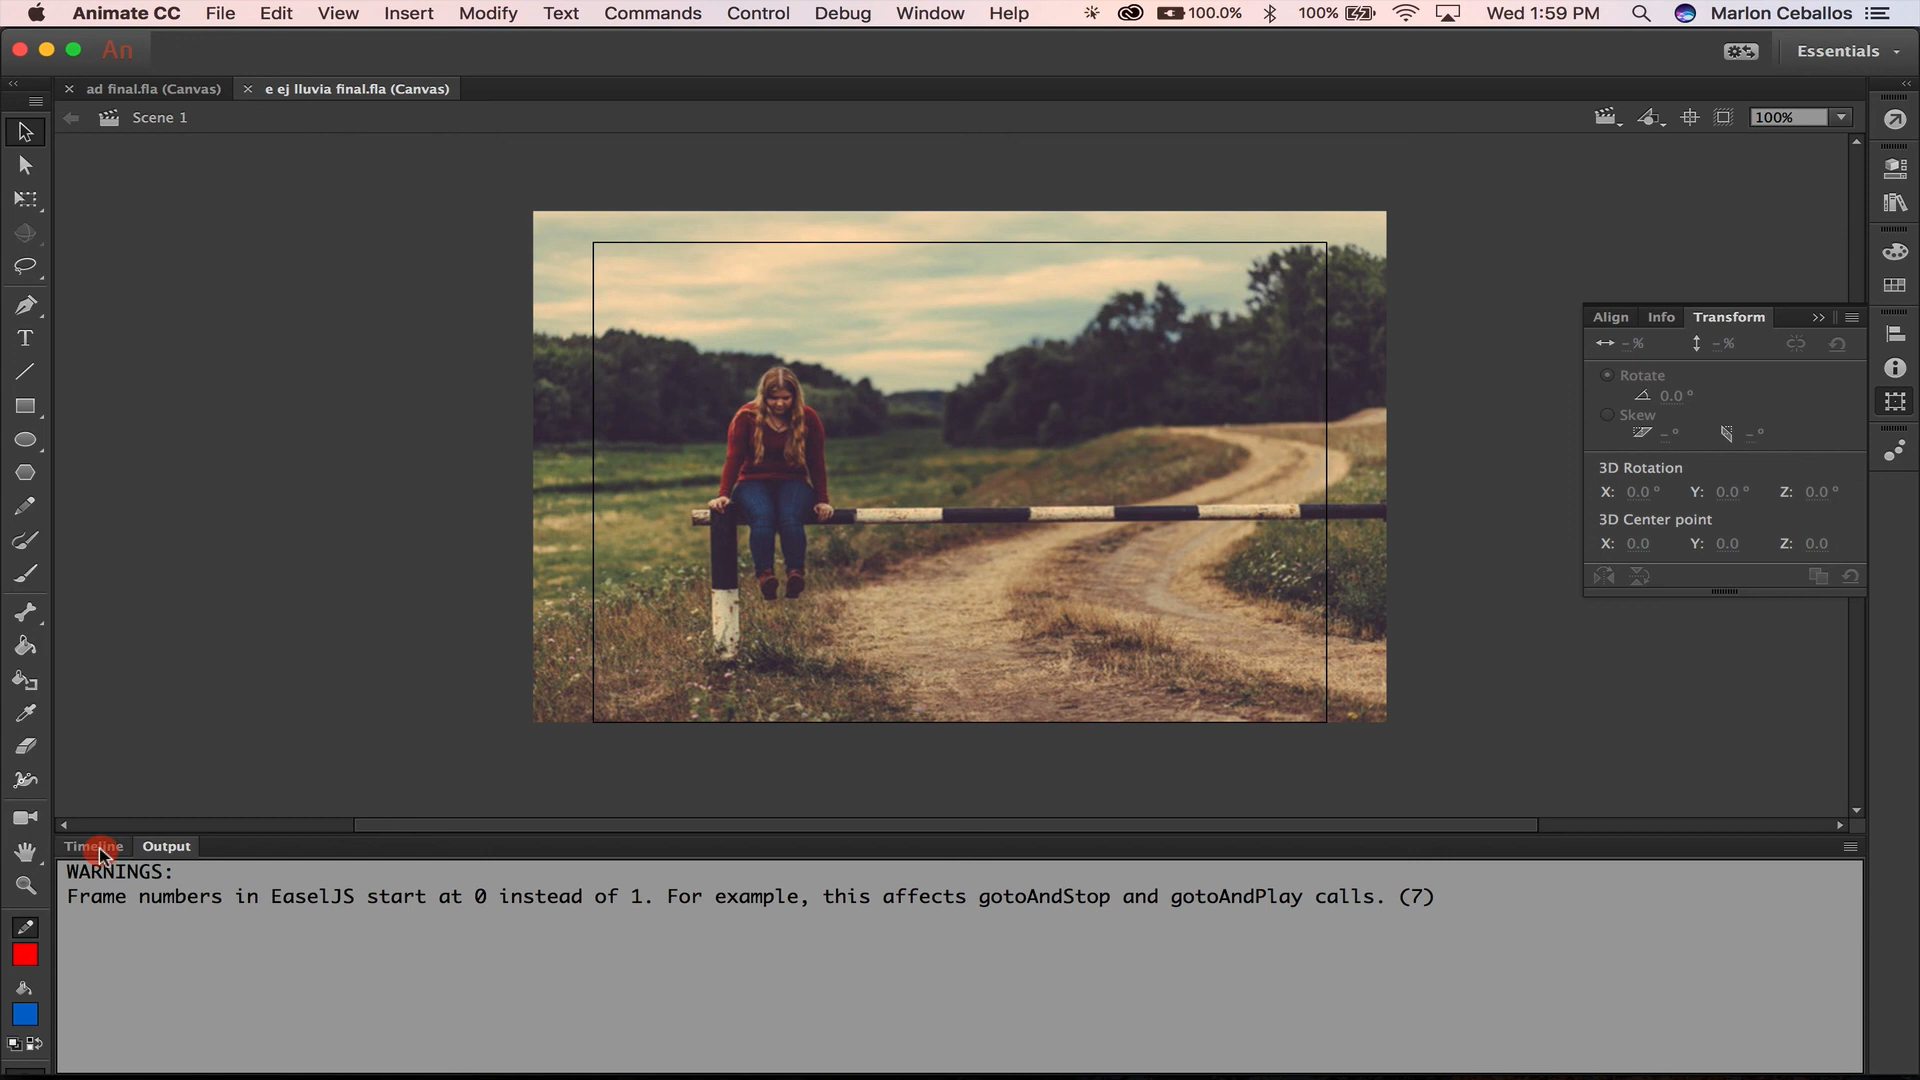 Animate CC File Edit View Insert Modify Text Commands Control Debug Window Help 100.0% 100% Wed 1:59 PM Marlon Ceballos
An Essentials
ad final.fla (Canvas) e ej lluvia final.fla (Canvas)
Scene 1 100%
Align Info Transform
- % - %
Rotate
0.0 °
Skew
- ° - °
3D Rotation
X: 0.0 ° Y: 0.0 ° Z: 0.0 °
3D Center point
X: 0.0 Y: 0.0 Z: 0.0
Timeline Output
WARNINGS:
Frame numbers in EaselJS start at 0 instead of 1. For example, this affects gotoAndStop and gotoAndPlay calls. (7)